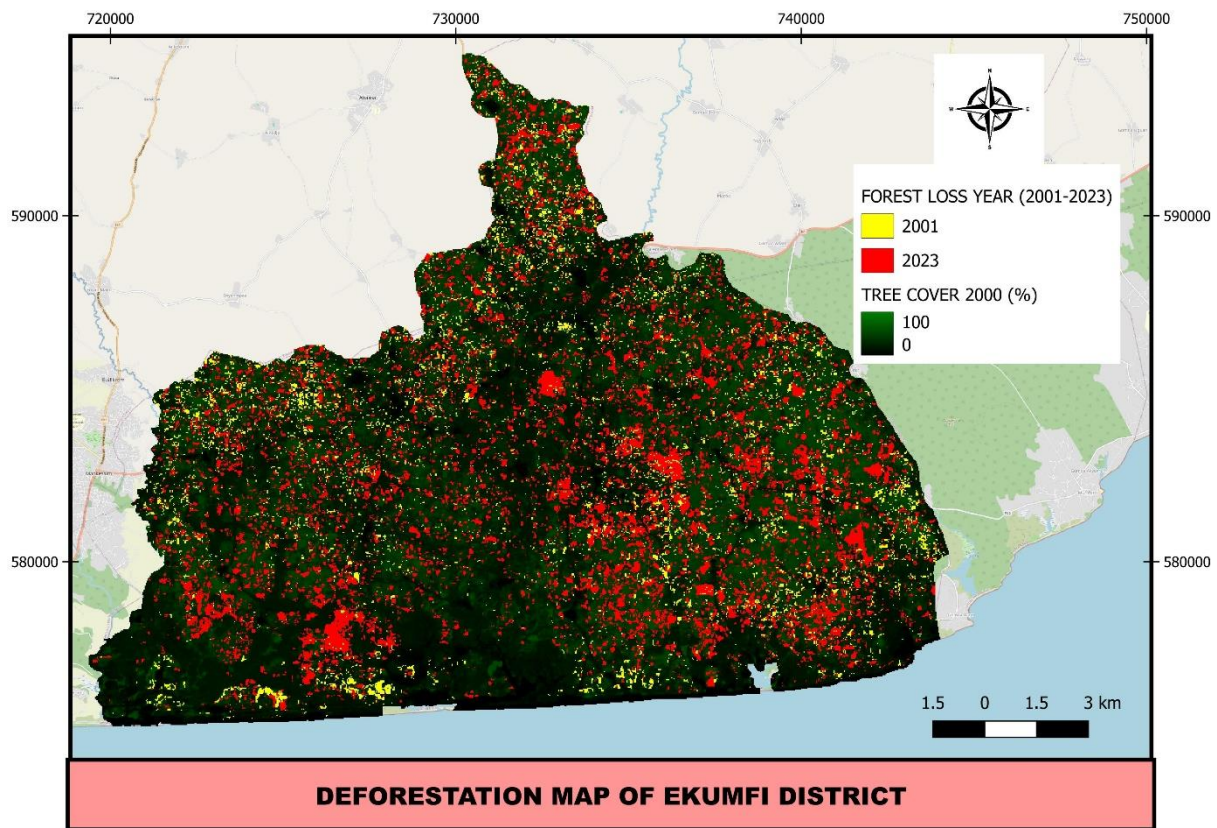 720000 730000 740000 750000
N
W E
S
FOREST LOSS YEAR (2001-2023)
2001
2023
TREE COVER 2000 (%)
100
0
590000 590000
580000 580000
1.5 0 1.5 3 km
DEFORESTATION MAP OF EKUMFI DISTRICT